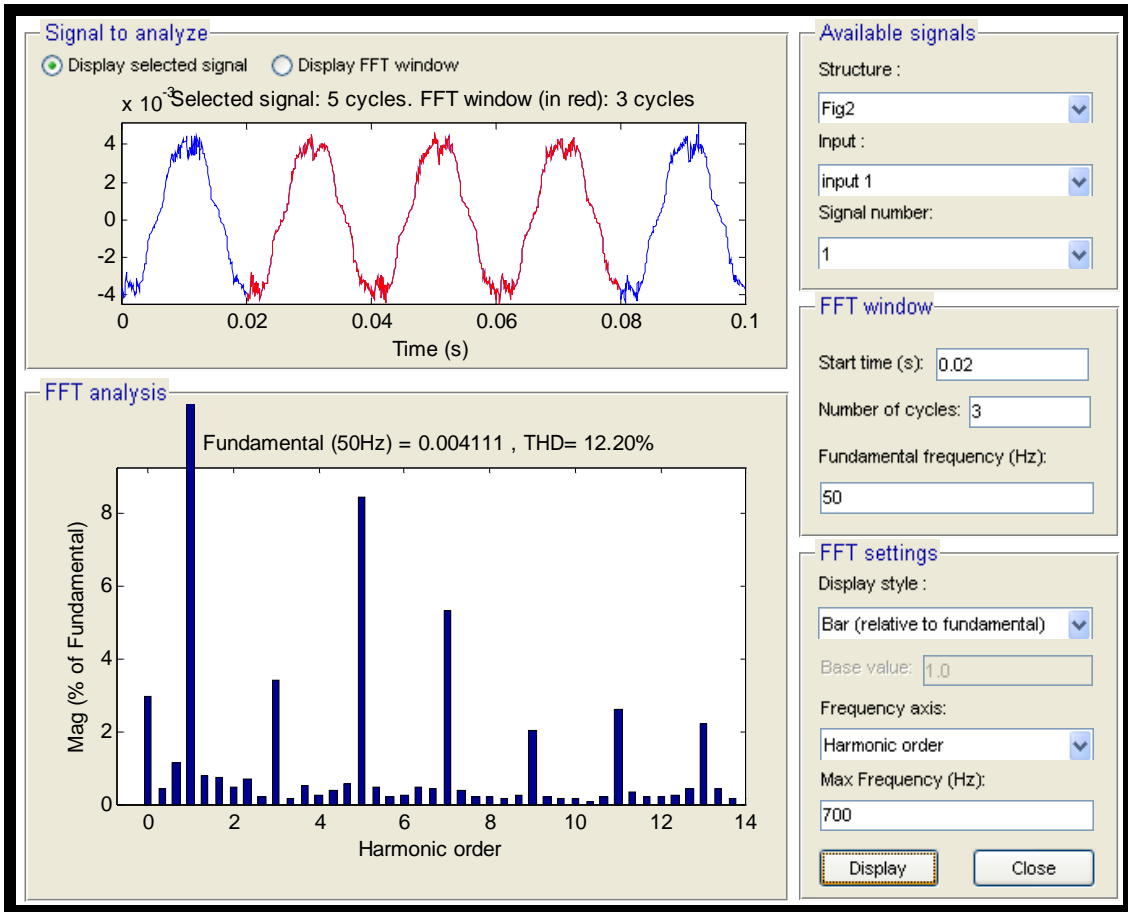 Signal to analyze
Display selected signal Display FFT window
x 10-3 Selected signal: 5 cycles. FFT window (in red): 3 cycles
4
2
0
-2
-4
0 0.02 0.04 0.06 0.08 0.1
Time (s)
FFT analysis
Fundamental (50Hz) = 0.004111 , THD= 12.20%
Mag (% of Fundamental)
8
6
4
2
0
0 2 4 6 8 10 12 14
Harmonic order
Available signals
Structure :
Fig2
Input :
input 1
Signal number:
1
FFT window
Start time (s): 0.02
Number of cycles: 3
Fundamental frequency (Hz):
50
FFT settings
Display style :
Bar (relative to fundamental)
Base value: 1.0
Frequency axis:
Harmonic order
Max Frequency (Hz):
700
Display Close